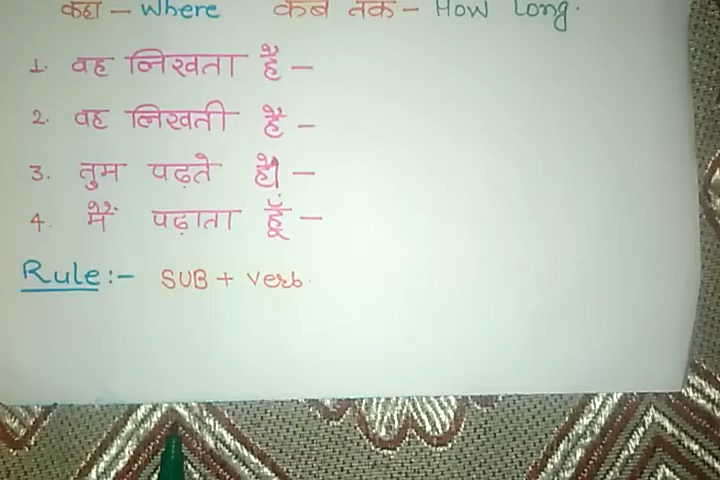 कहा - Where कब तक - How long.
1. वह लिखता है -
2. वह लिखती है -
3. तुम पढ़ते हो -
4. मैं पढ़ाता हूँ -
Rule:- SUB + Verb.